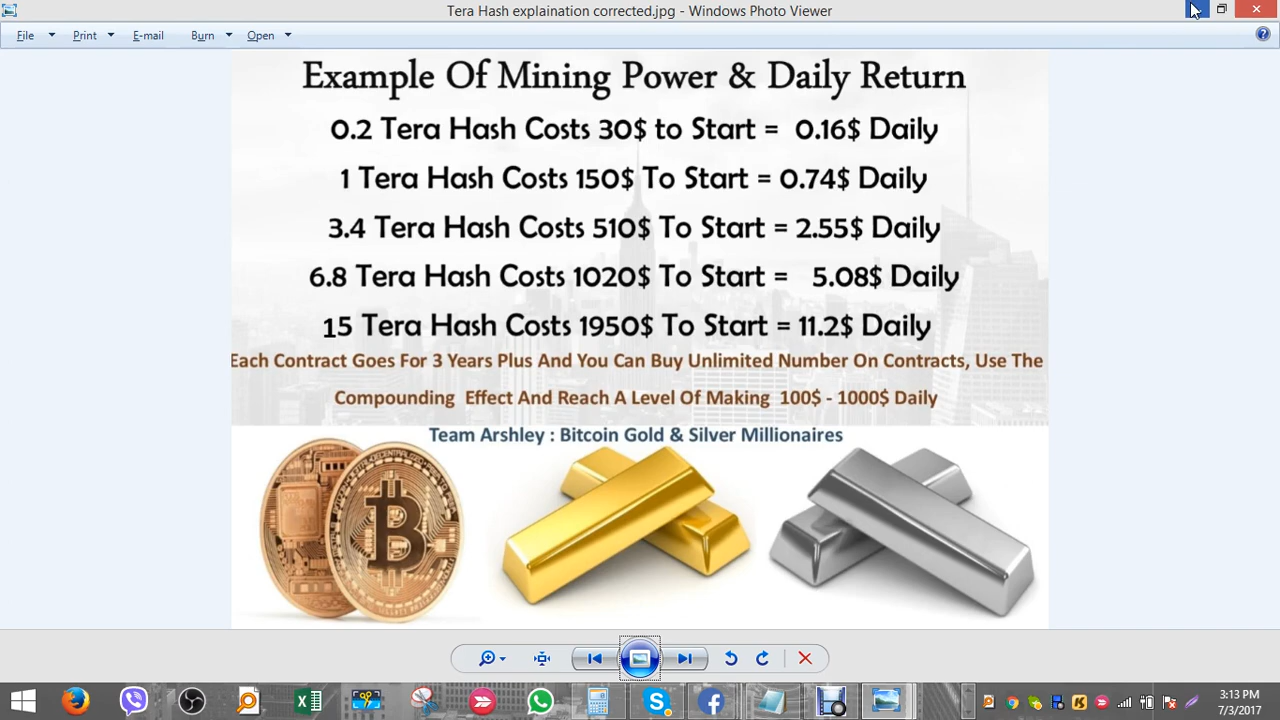 Tera Hash explaination corrected.jpg - Windows Photo Viewer
File Print E-mail Burn Open
Example Of Mining Power & Daily Return
0.2 Tera Hash Costs 30$ to Start = 0.16$ Daily
1 Tera Hash Costs 150$ To Start = 0.74$ Daily
3.4 Tera Hash Costs 510$ To Start = 2.55$ Daily
6.8 Tera Hash Costs 1020$ To Start = 5.08$ Daily
15 Tera Hash Costs 1950$ To Start = 11.2$ Daily
Each Contract Goes For 3 Years Plus And You Can Buy Unlimited Number On Contracts, Use The
Compounding Effect And Reach A Level Of Making 100$ - 1000$ Daily
Team Arshley : Bitcoin Gold & Silver Millionaires
3:13 PM
7/3/2017